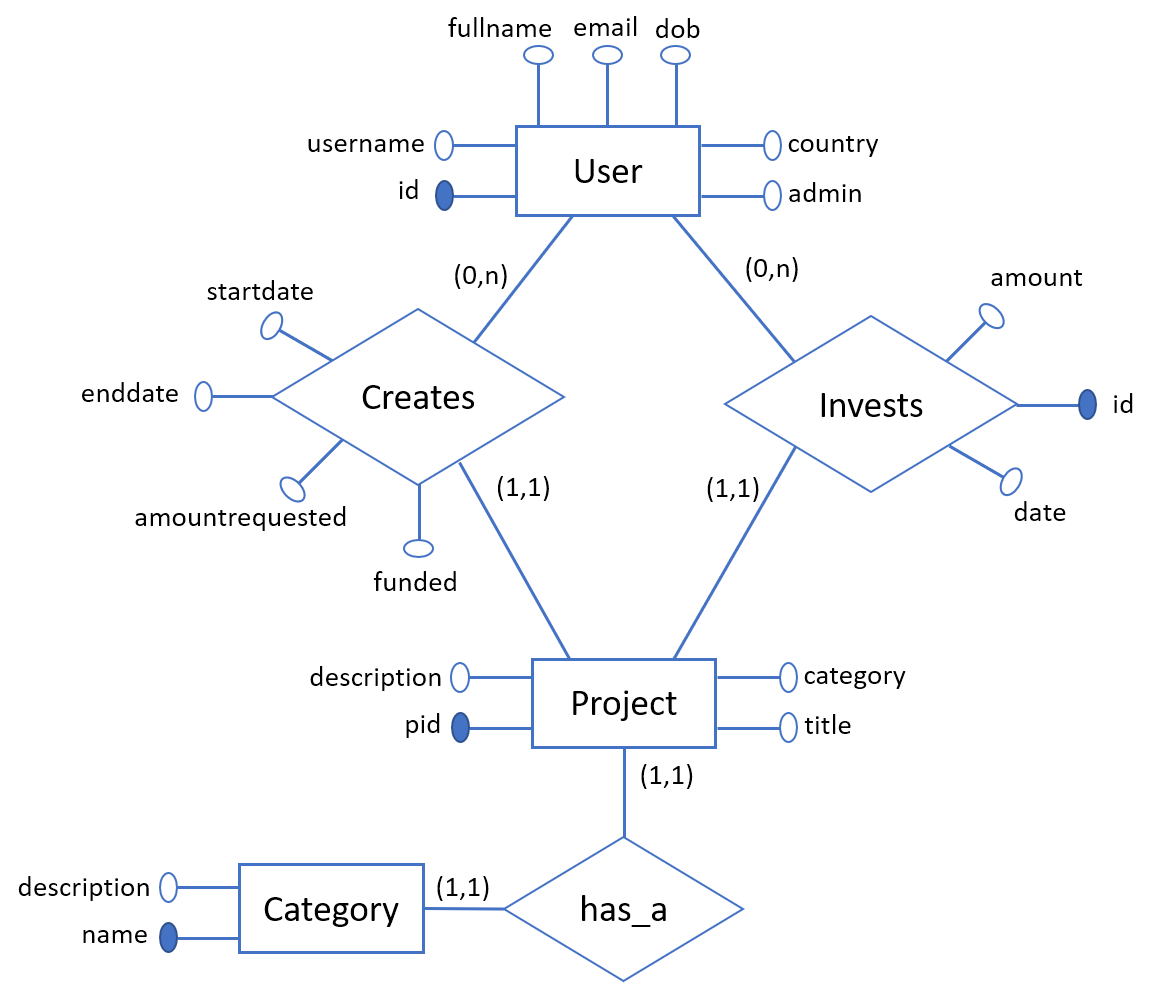 fullname
email
dob
username
country
id
User
admin
(0,n)
(0,n)
startdate
amount
enddate
Creates
Invests
id
(1,1)
(1,1)
amountrequested
date
funded
description
category
Project
pid
title
(1,1)
description
(1,1)
Category
has_a
name